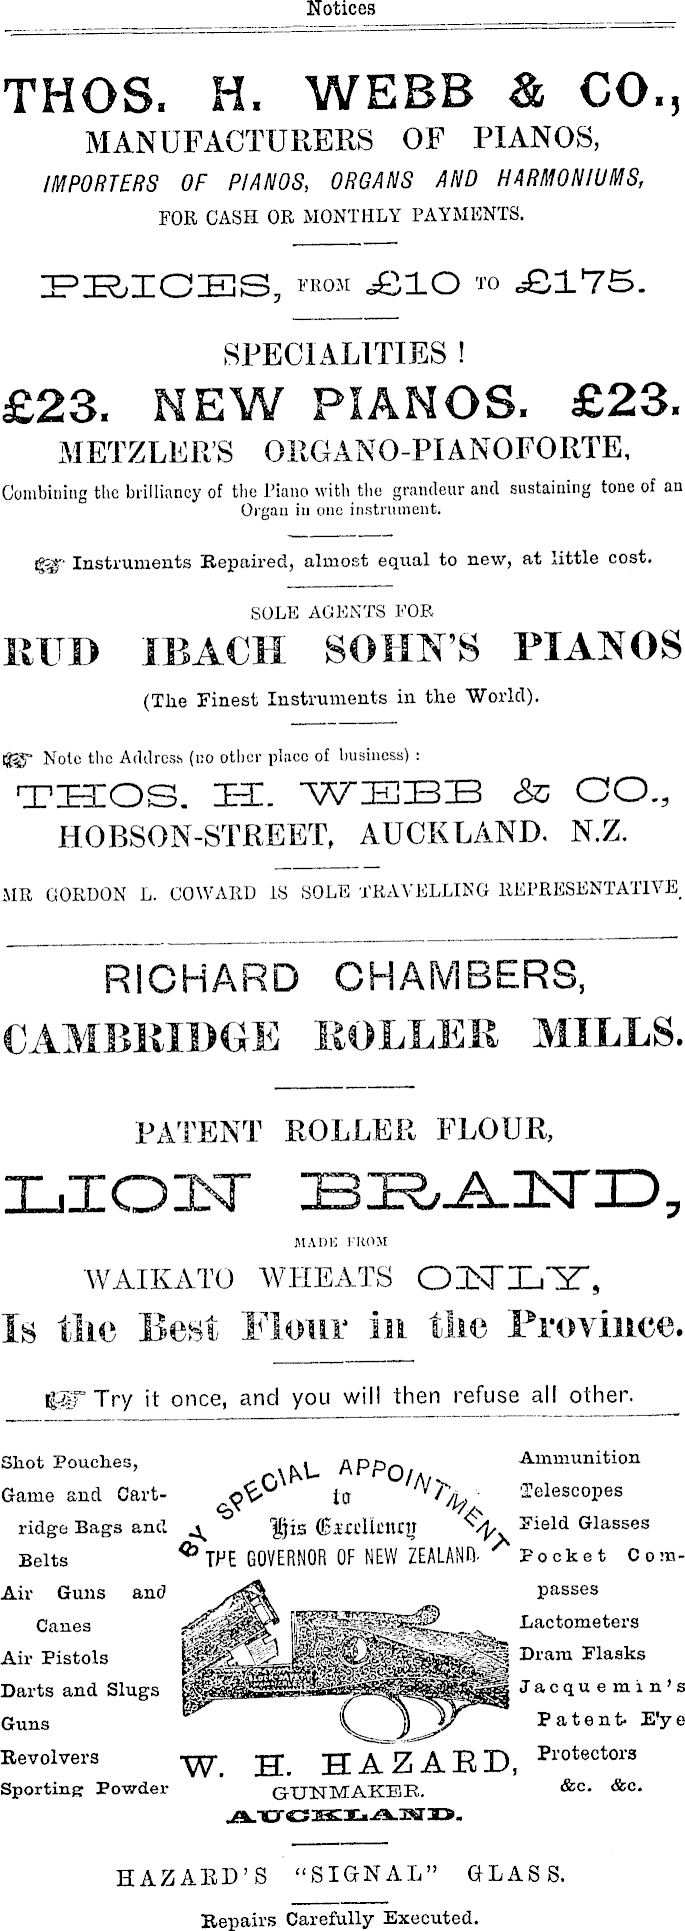 Notices
THOS. H. WEBB & CO.,
MANUFACTURERS OF PIANOS,
IMPORTERS OF PIANOS, ORGANS AND HARMONIUMS,
FOR CASH OR MONTHLY PAYMENTS.
PRICES, FROM £10 TO £175.
SPECIALITIES !
£23. NEW PIANOS. £23.
METZLER'S ORGANO-PIANOFORTE,
Combining the brilliancy of the Piano with the grandeur and sustaining tone of an
Organ in one instrument.
☞ Instruments Repaired, almost equal to new, at little cost.
SOLE AGENTS FOR
RUD IBACH SOHN'S PIANOS
(The Finest Instruments in the World).
☞ Note the Address (no other place of business) :
THOS. H. WEBB & CO.,
HOBSON-STREET, AUCKLAND. N.Z.
MR GORDON L. COWARD IS SOLE TRAVELLING REPRESENTATIVE.
RICHARD CHAMBERS,
CAMBRIDGE ROLLER MILLS.
PATENT ROLLER FLOUR,
LION BRAND,
MADE FROM
WAIKATO WHEATS ONLY,
Is the Best Flour in the Province.
☞ Try it once, and you will then refuse all other.
Shot Pouches,
Game and Cart-
ridge Bags and
Belts
Air Guns and
Canes
Air Pistols
Darts and Slugs
Guns
Revolvers
Sporting Powder
BY SPECIAL APPOINTMENT
to
His Excellency
THE GOVERNOR OF NEW ZEALAND.
W. H. HAZARD,
GUNMAKER.
AUCKLAND.
Ammunition
Telescopes
Field Glasses
Pocket Com-
passes
Lactometers
Dram Flasks
Jacquemin's
Patent Eye
Protectors
&c. &c.
HAZARD'S "SIGNAL" GLASS.
Repairs Carefully Executed.